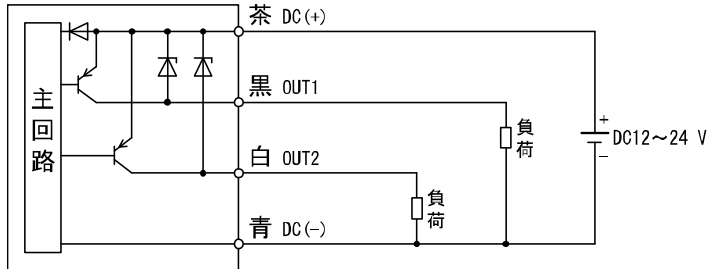 茶 DC(+)
主回路
黒 OUT1
負荷
+
DC12～24 V
−
白 OUT2
負荷
青 DC(−)